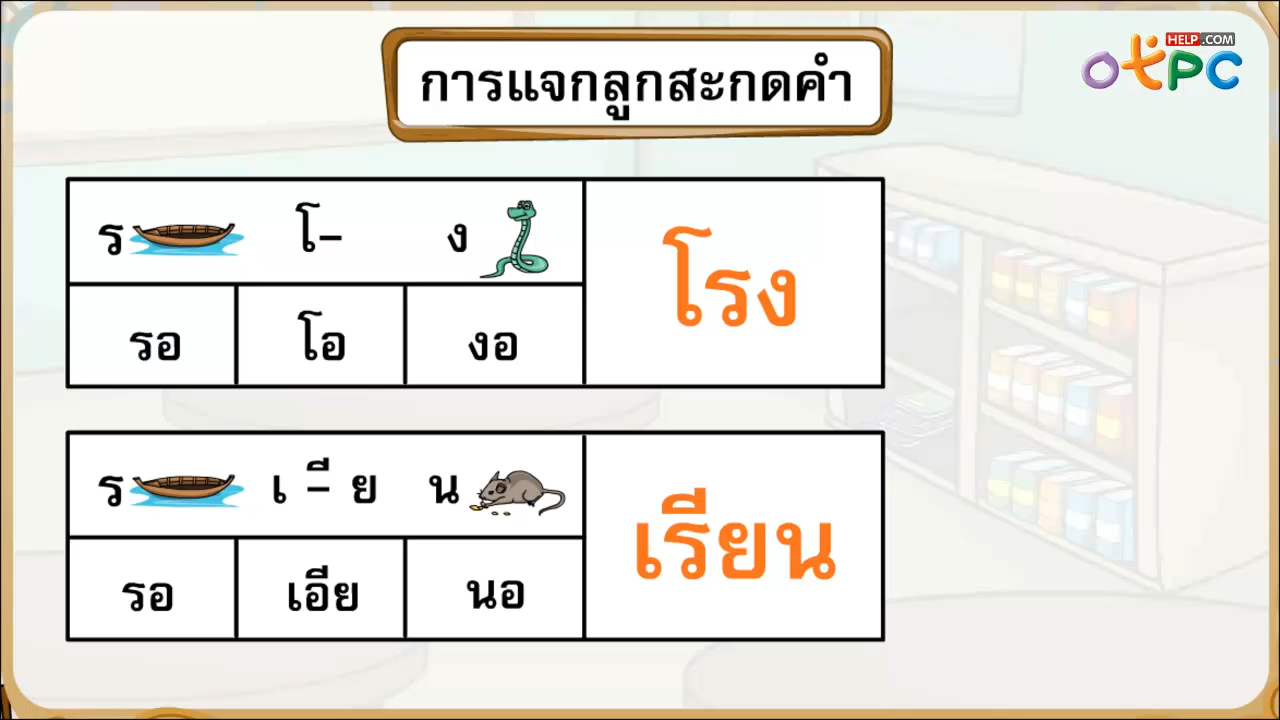 การแจกลูกสะกดคำ
HELP.COM
OTPC
ร โ- ง
โรง
รอ โอ งอ
ร เ -ี ย น
เรียน
รอ เอีย นอ